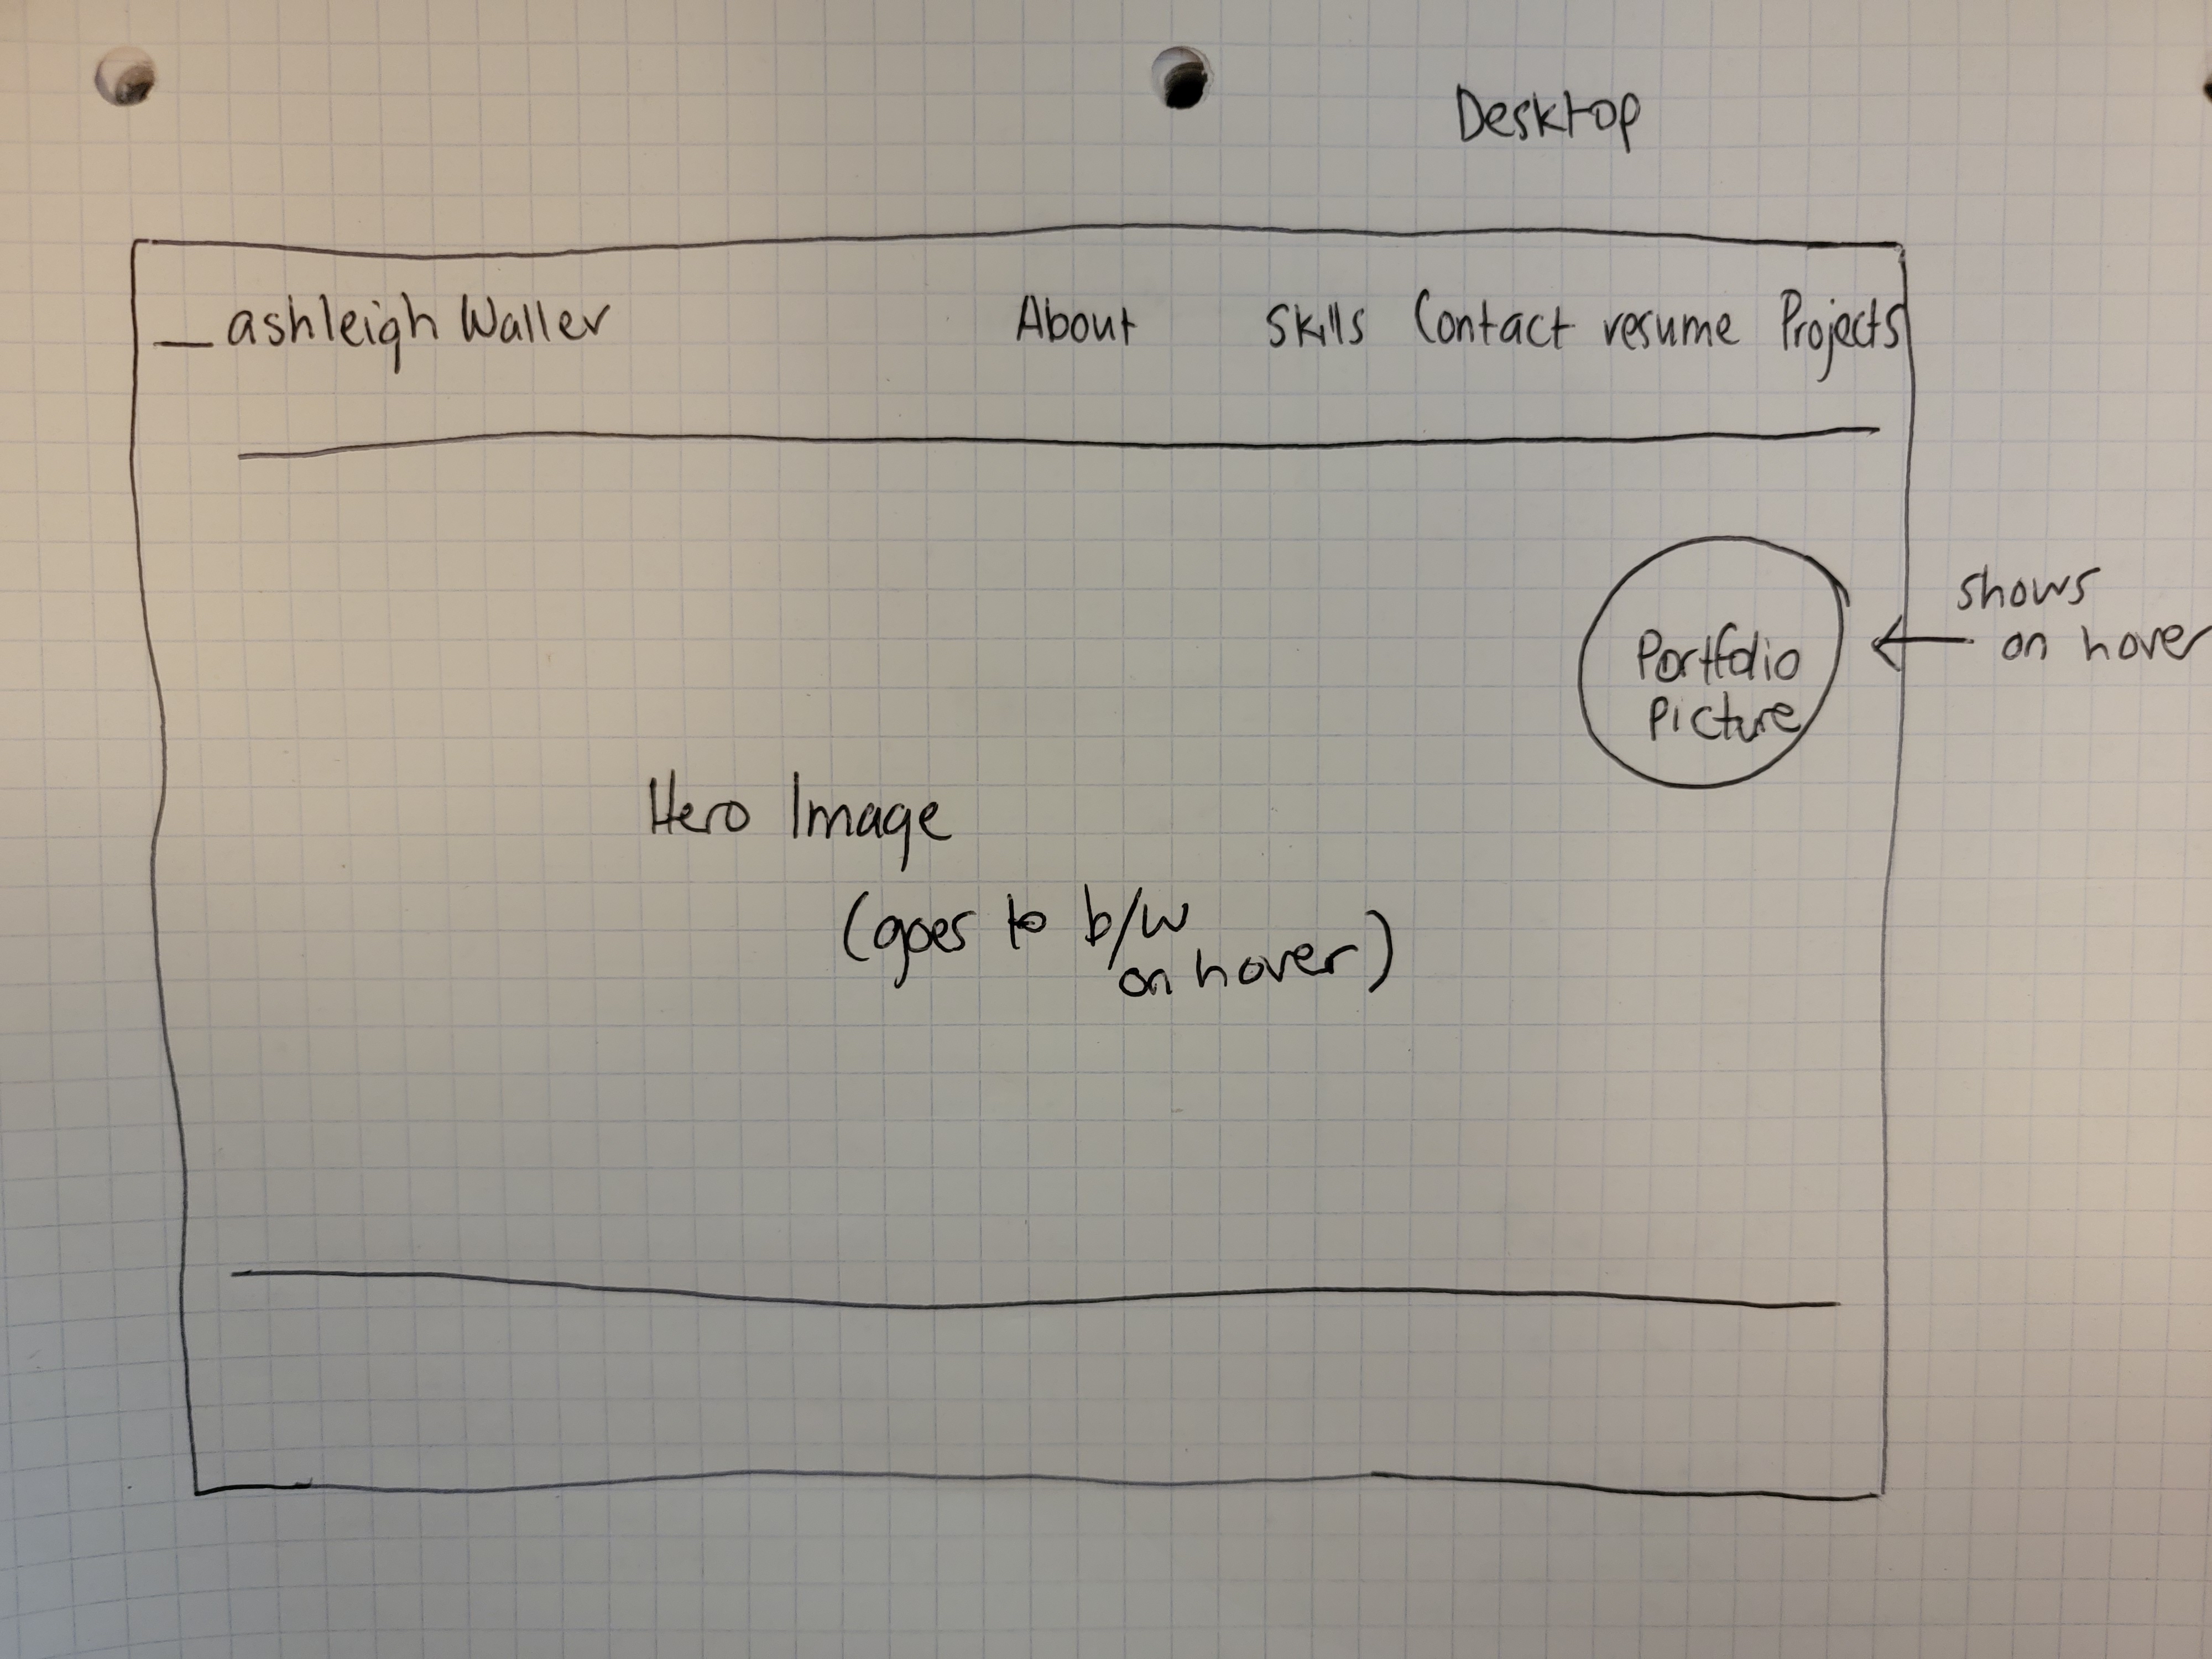 Desktop
_ashleigh Waller About Skills Contact resume Projects
shows
on hover
Portfolio
Picture
Hero Image
(goes to b/w
on hover)